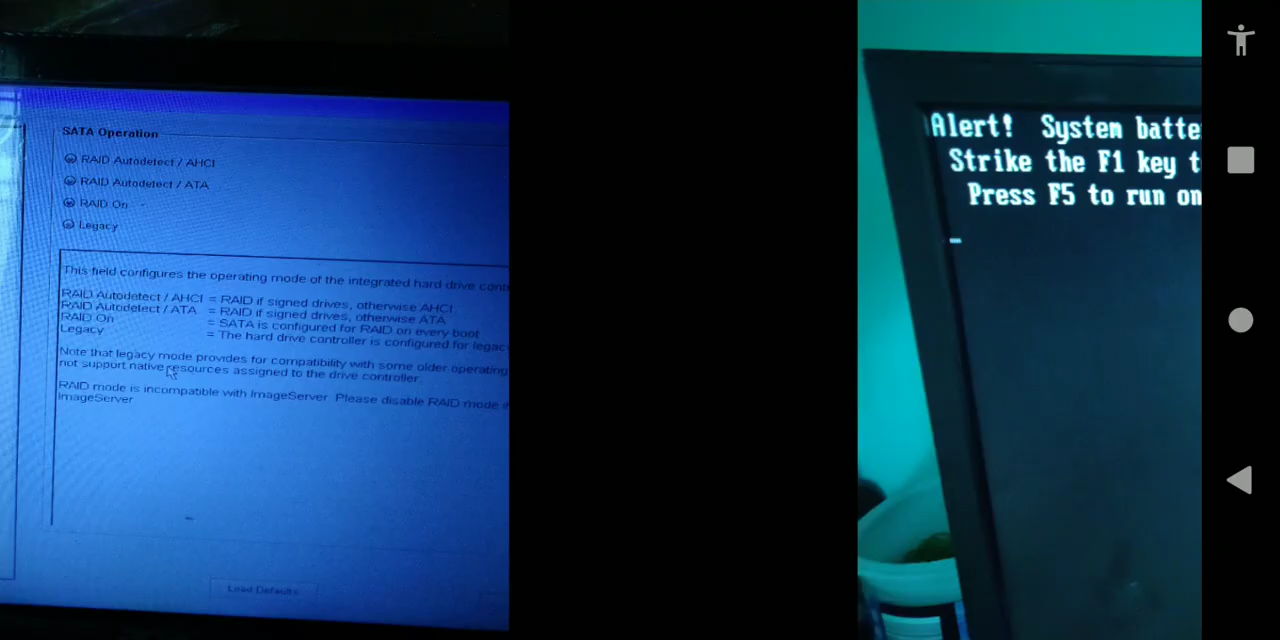 SATA Operation
RAID Autodetect / AHCI
RAID Autodetect / ATA
RAID On
Legacy
This field configures the operating mode of the integrated hard drive
RAID Autodetect / AHCI = RAID if signed drives, otherwise AHCI
RAID Autodetect / ATA = RAID if signed drives, otherwise ATA
RAID On = SATA is configured for RAID on every boot
Legacy = The hard drive controller is configured for
Note that legacy mode provides for compatibility with some older operating
not support native resources assigned to the drive controller.
RAID mode is incompatible with ImageServer. Please disable RAID mode
ImageServer
Load Defaults
Alert! System batte
Strike the F1 key t
Press F5 to run on